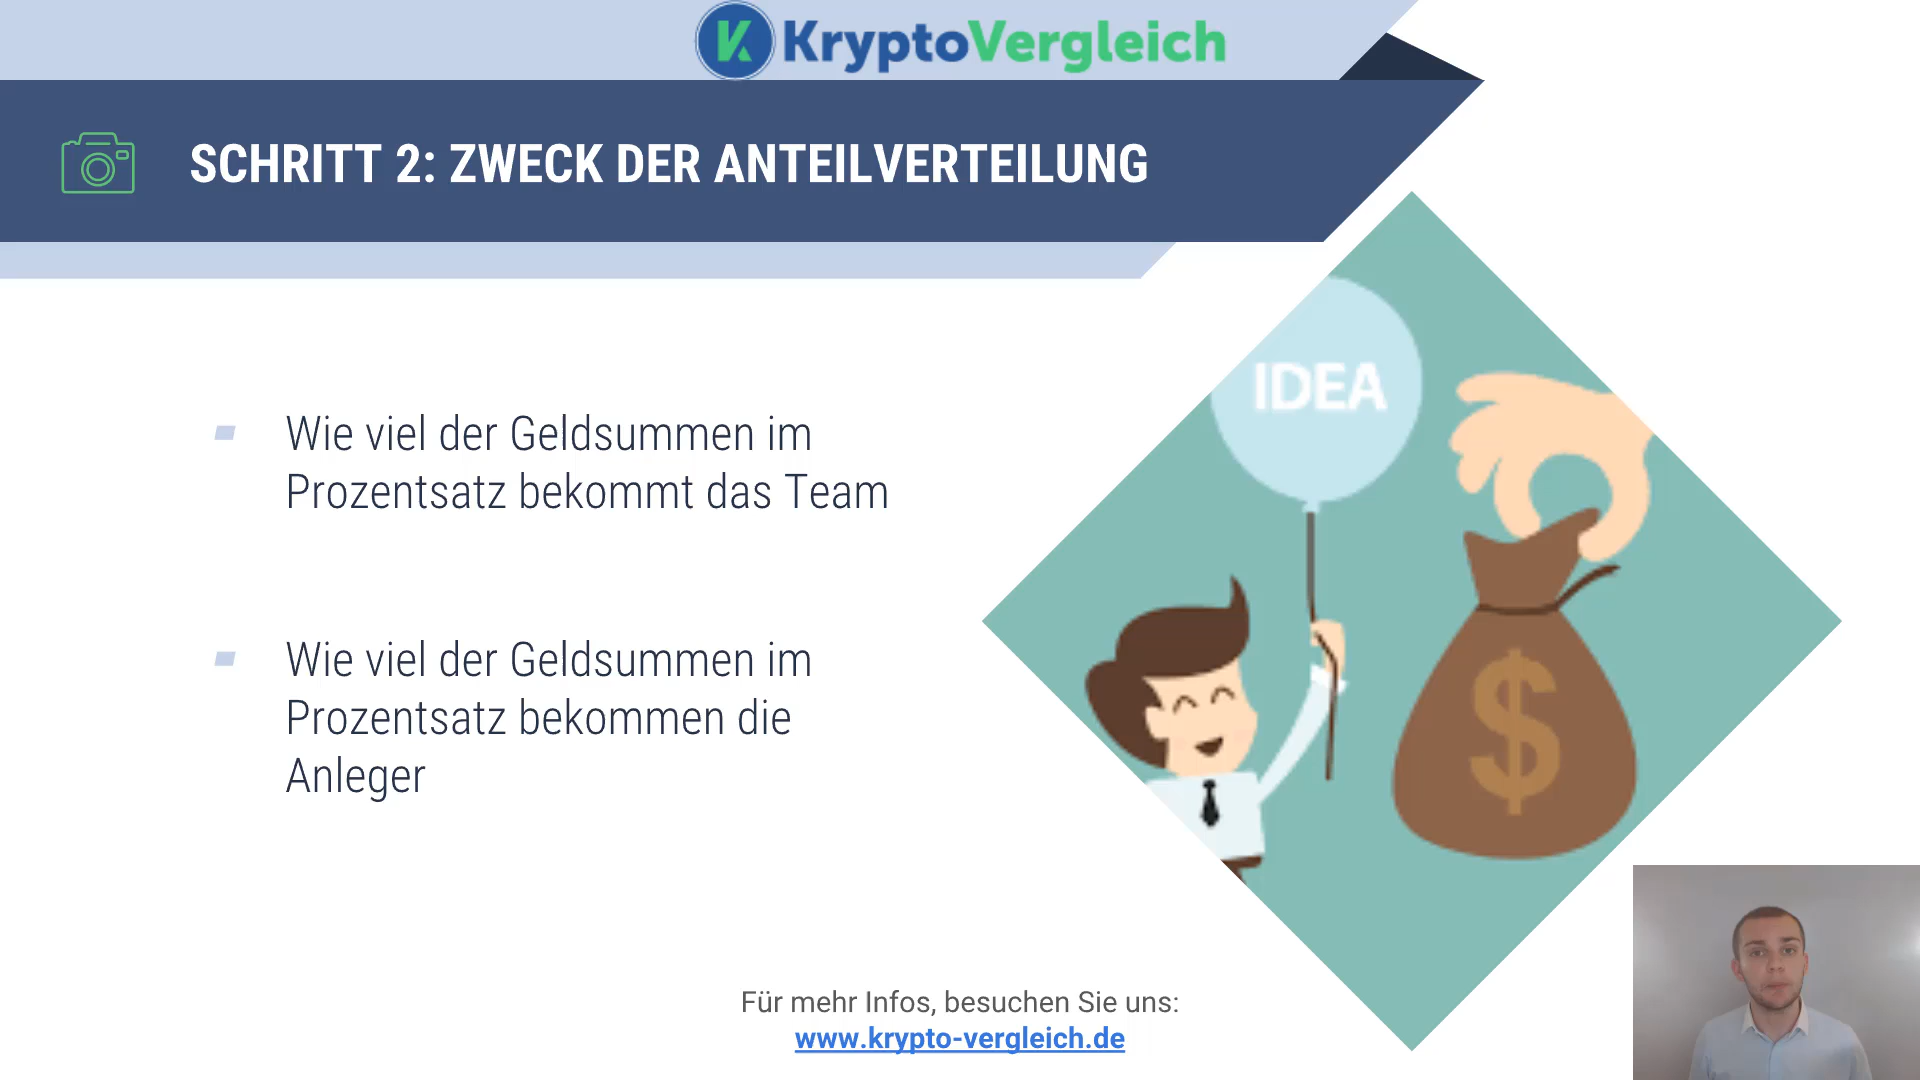 KryptoVergleich
SCHRITT 2: ZWECK DER ANTEILVERTEILUNG
IDEA
Wie viel der Geldsummen im
Prozentsatz bekommt das Team
Wie viel der Geldsummen im
Prozentsatz bekommen die
Anleger
$
Für mehr Infos, besuchen Sie uns:
www.krypto-vergleich.de